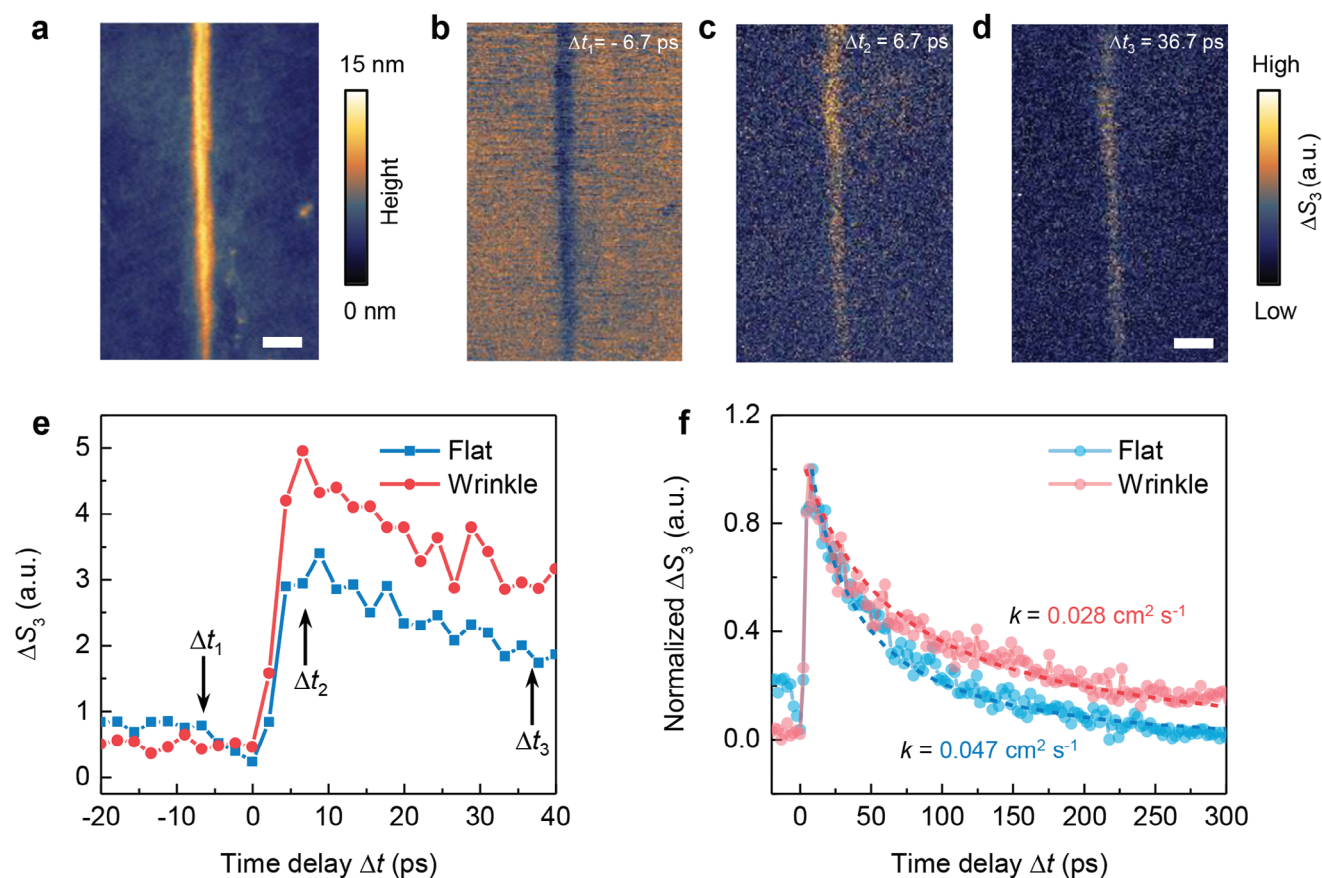 a
15 nm
Height
0 nm
b
Δt₁= - 6.7 ps
c
Δt₂ = 6.7 ps
d
Δt₃ = 36.7 ps
High
ΔS₃ (a.u.)
Low
e
5
4
3
2
1
0
ΔS₃ (a.u.)
Flat
Wrinkle
Δt₁
Δt₂
Δt₃
-20 -10 0 10 20 30 40
Time delay Δt (ps)
f
1.2
0.8
0.4
0.0
Normalized ΔS₃ (a.u.)
Flat
Wrinkle
k = 0.028 cm² s⁻¹
k = 0.047 cm² s⁻¹
0 50 100 150 200 250 300
Time delay Δt (ps)